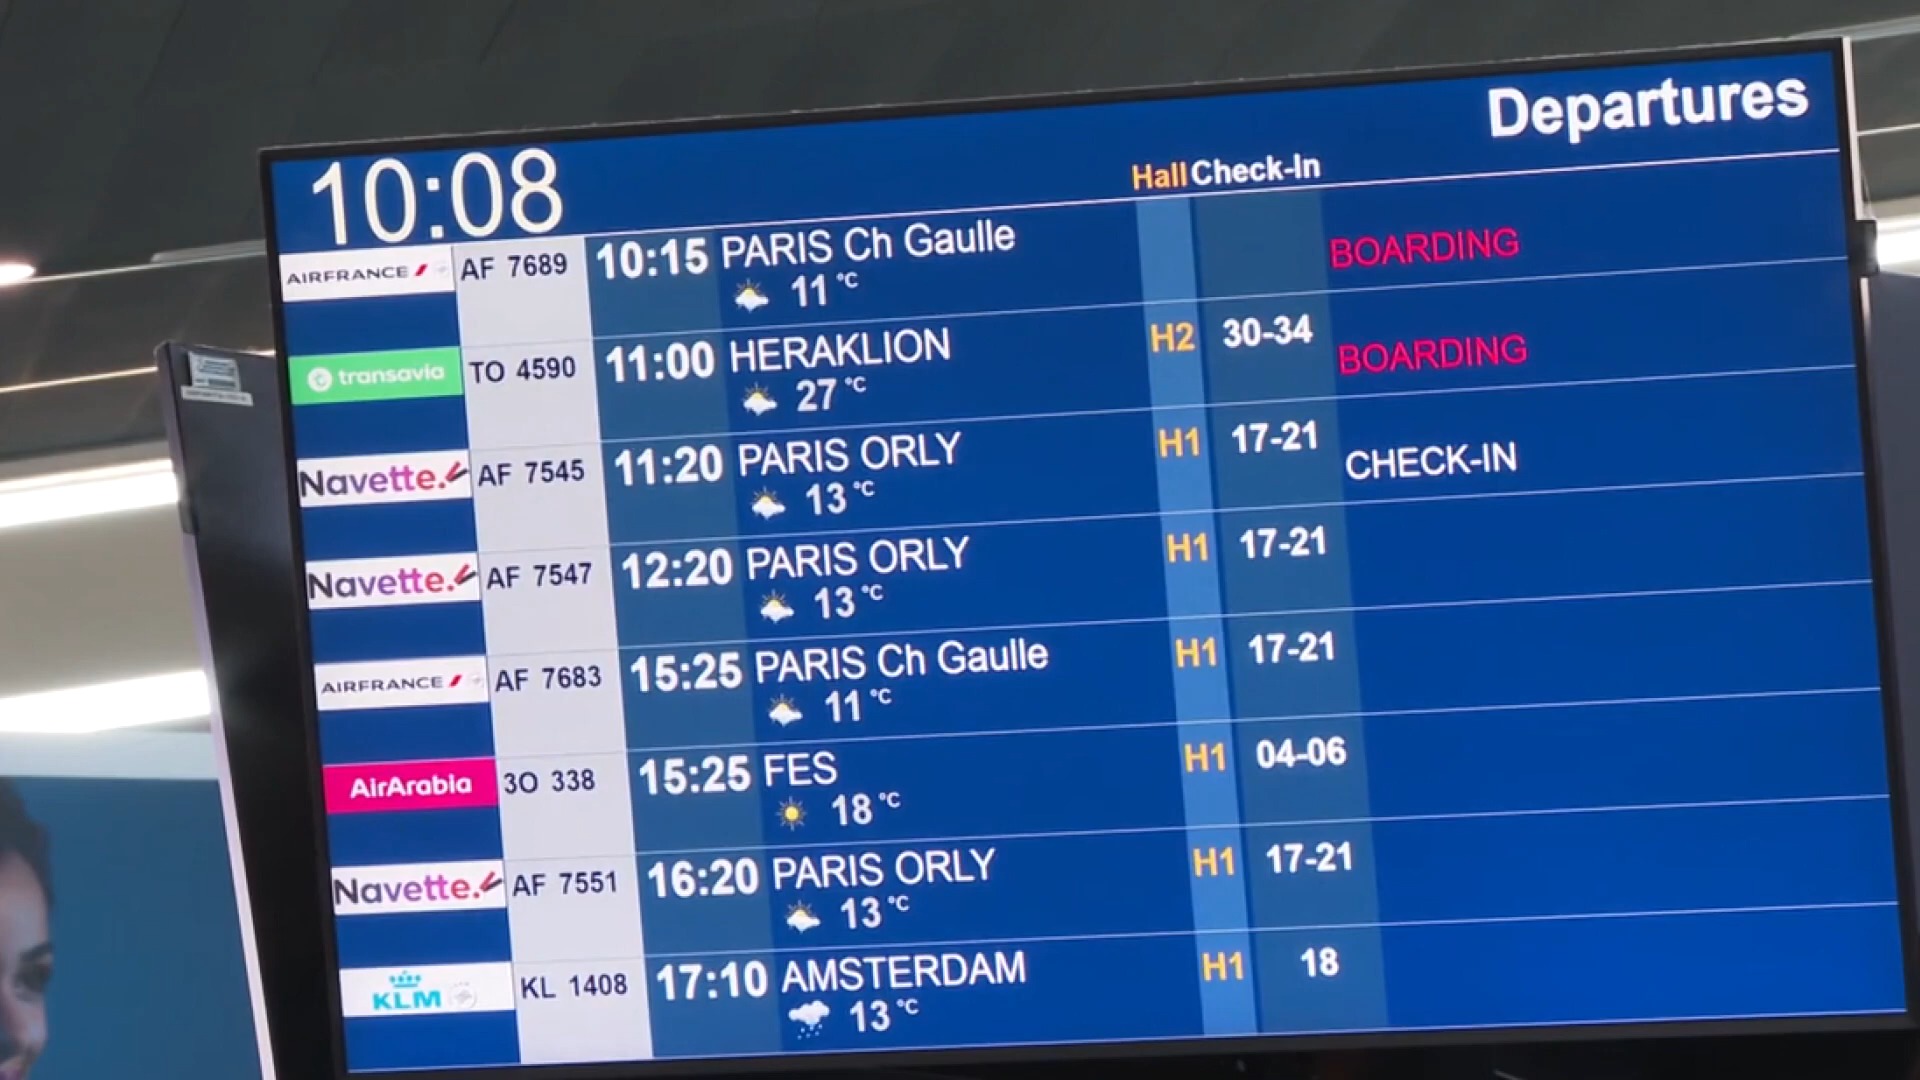 Departures
10:08
Hall Check-In
AIRFRANCE AF 7689 10:15 PARIS Ch Gaulle BOARDING
11 °C
transavia TO 4590 11:00 HERAKLION H2 30-34 BOARDING
27 °C
Navette. AF 7545 11:20 PARIS ORLY H1 17-21 CHECK-IN
13 °C
Navette. AF 7547 12:20 PARIS ORLY H1 17-21
13 °C
AIRFRANCE AF 7683 15:25 PARIS Ch Gaulle H1 17-21
11 °C
AirArabia 3O 338 15:25 FES H1 04-06
18 °C
Navette. AF 7551 16:20 PARIS ORLY H1 17-21
13 °C
KLM KL 1408 17:10 AMSTERDAM H1 18
13 °C